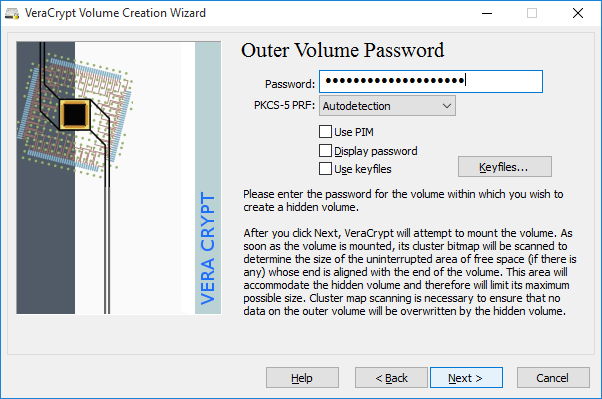 VeraCrypt Volume Creation Wizard
Outer Volume Password
Password: ●●●●●●●●●●●●●●●●●●●●
PKCS-5 PRF: Autodetection
Use PIM
Display password
Use keyfiles Keyfiles...
Please enter the password for the volume within which you wish to
create a hidden volume.
After you click Next, VeraCrypt will attempt to mount the volume. As
soon as the volume is mounted, its cluster bitmap will be scanned to
determine the size of the uninterrupted area of free space (if there is
any) whose end is aligned with the end of the volume. This area will
accommodate the hidden volume and therefore will limit its maximum
possible size. Cluster map scanning is necessary to ensure that no
data on the outer volume will be overwritten by the hidden volume.
VERA CRYPT
Help < Back Next > Cancel